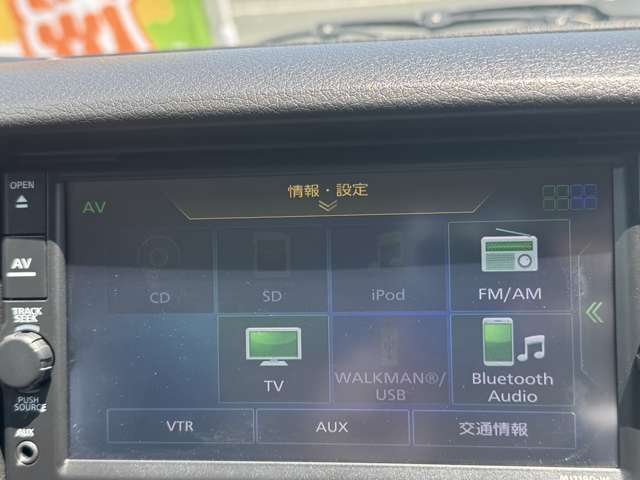 OPEN
AV
情報・設定
AV
CD
SD
iPod
FM/AM
TRACK
SEEK
TV
WALKMAN®/
USB
Bluetooth
Audio
PUSH
SOURCE
VTR
AUX
交通情報
AUX